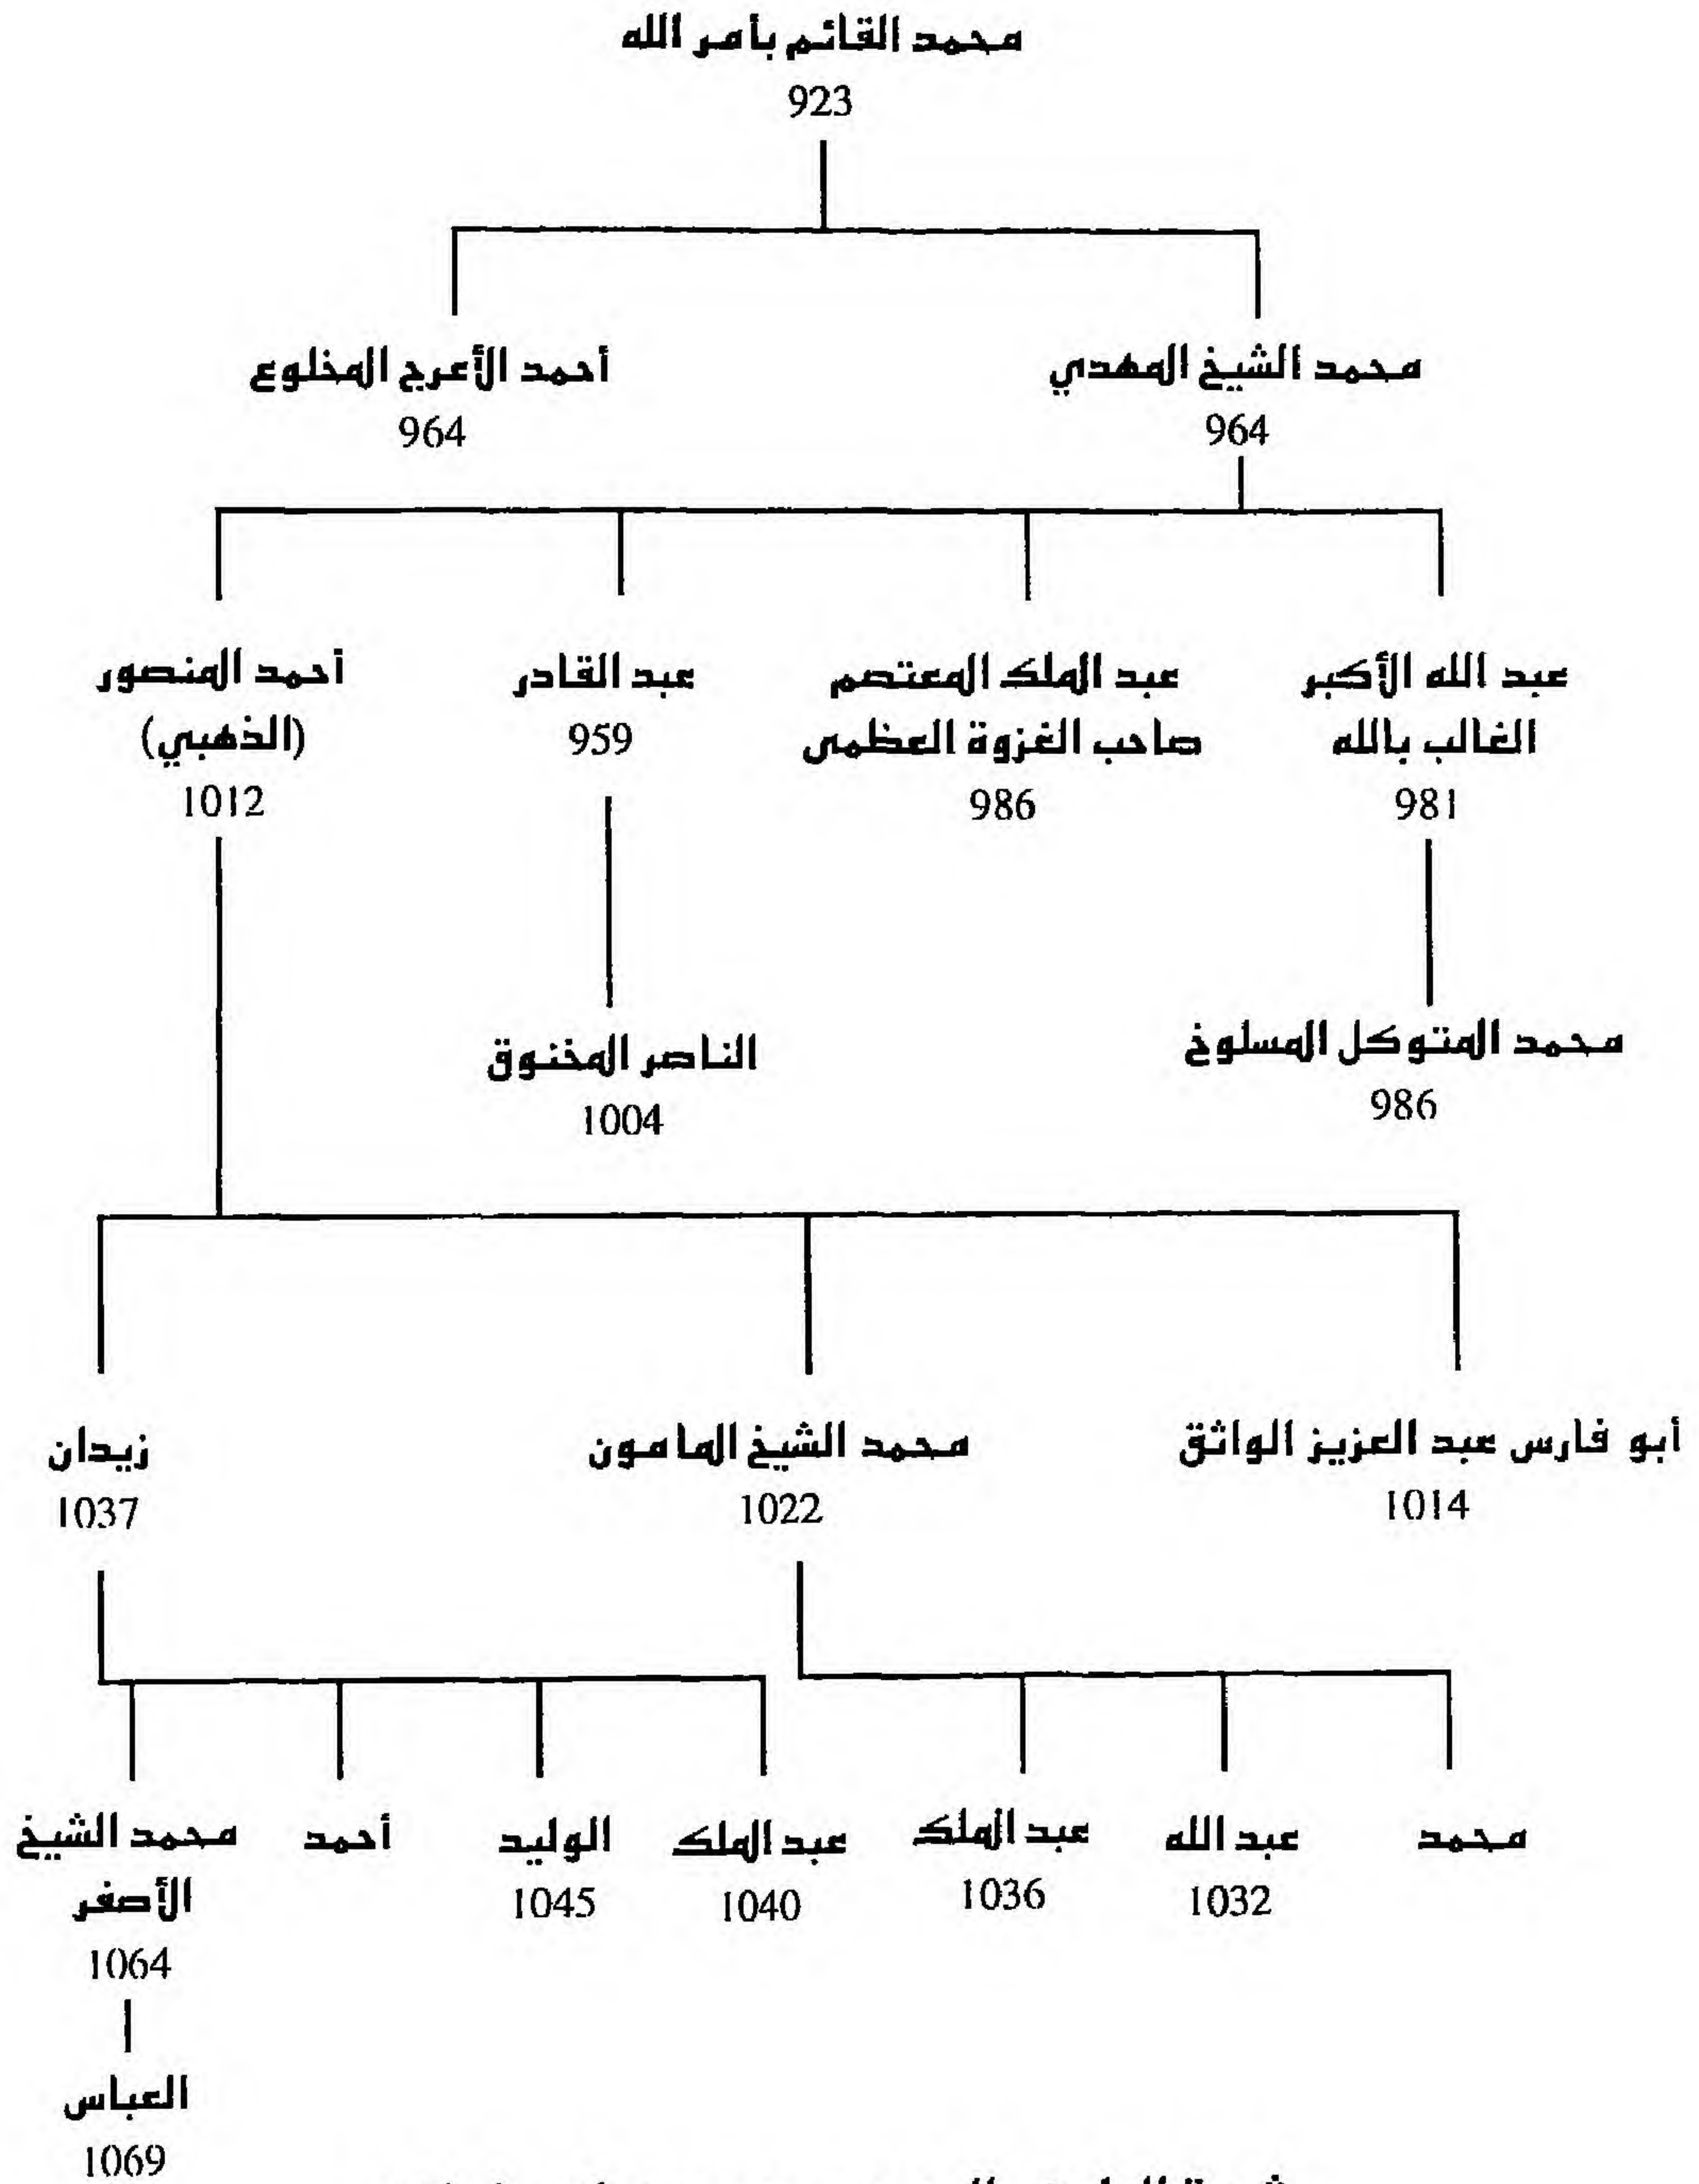 محمد القائم بأمر الله
923
محمد الشيخ المهدي
964
أحمد الأعرج المخلوع
964
عبد الله الأكبر
الغالب بالله
981
عبد الملك المعتصم
صاحب الغزوة العظمى
986
عبد القادر
959
أحمد المنصور
(الذهبي)
1012
محمد المتوكل المسلوخ
986
الناصر المخنوق
1004
أبو فارس عبد العزيز الواثق
1014
محمد الشيخ المامون
1022
زيدان
1037
محمد
عبد الله
1032
عبد الملك
1036
عبد الملك
1040
الوليد
1045
أحمد
محمد الشيخ
الأصفر
1064
العباس
1069